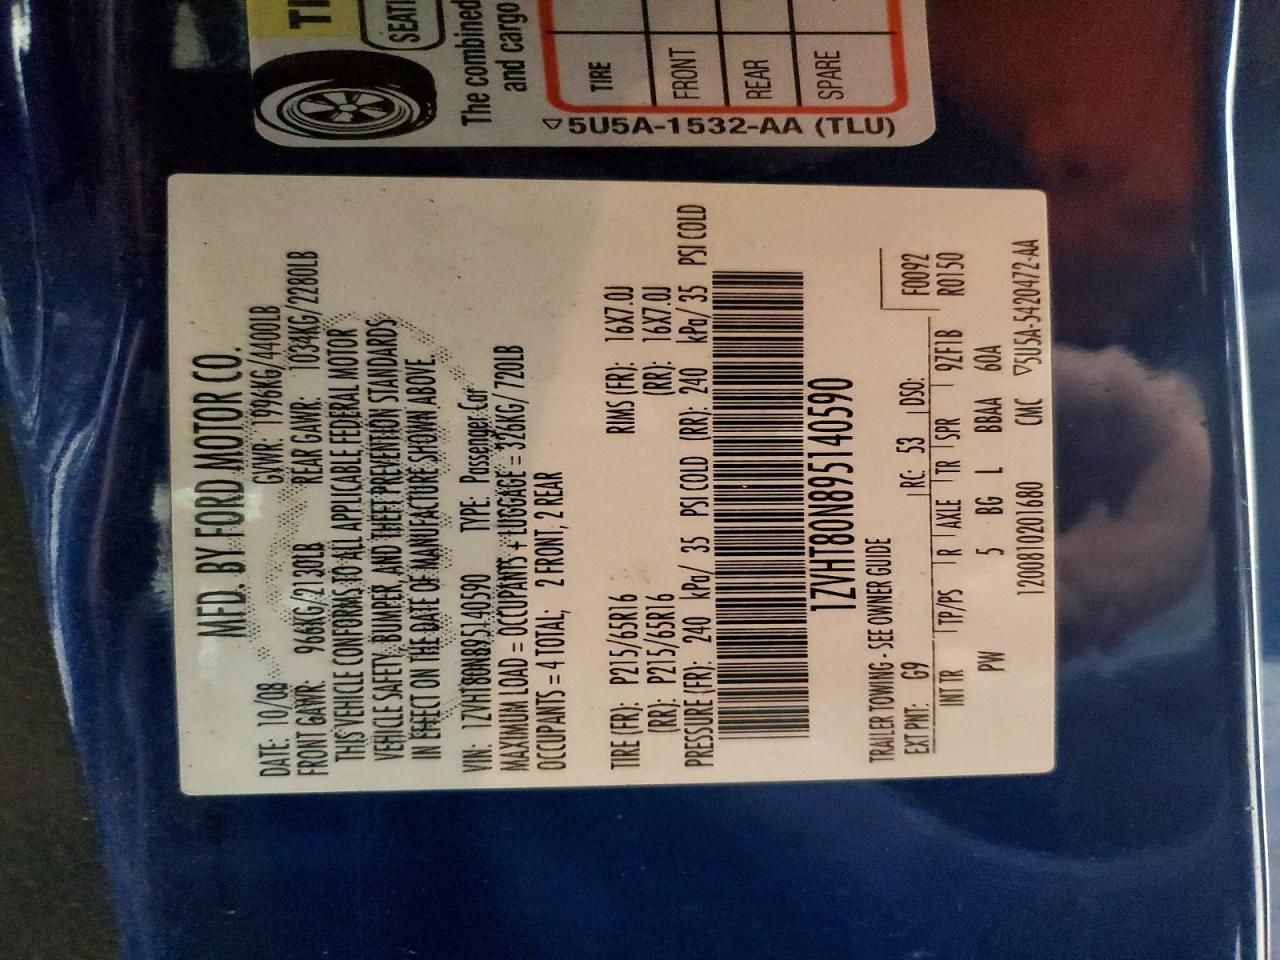 MFD. BY FORD MOTOR CO.
DATE: 10/08 GVWR: 1996KG/4400LB
FRONT GAWR: 966KG/2130LB REAR GAWR: 1034KG/2280LB
THIS VEHICLE CONFORMS TO ALL APPLICABLE FEDERAL MOTOR
VEHICLE SAFETY, BUMPER, AND THEFT PREVENTION STANDARDS
IN EFFECT ON THE DATE OF MANUFACTURE SHOWN ABOVE.
VIN: 1ZVHT80N895140590 TYPE: Passenger Car
MAXIMUM LOAD = OCCUPANTS + LUGGAGE = 326KG/720LB
OCCUPANTS = 4 TOTAL; 2 FRONT, 2 REAR
TIRE (FR): P215/65R16 RIMS (FR): 16X7.0J
(RR): P215/65R16 (RR): 16X7.0J
PRESSURE (FR): 240 kPa/ 35 PSI COLD (RR): 240 kPa/ 35 PSI COLD
1ZVHT80N895140590
TRAILER TOWING - SEE OWNER GUIDE
EXT PNT: G9 RC: 53 DSO: F0092
INT TR TP/PS R AXLE TR SPR 9ZF1B R0150
PW 5 BG L BBAA 60A
1200810201680 CMC ▽5U5A-5420472-AA
TI
SEATI
The combined
and cargo
TIRE
FRONT
REAR
SPARE
▽5U5A-1532-AA (TLU)